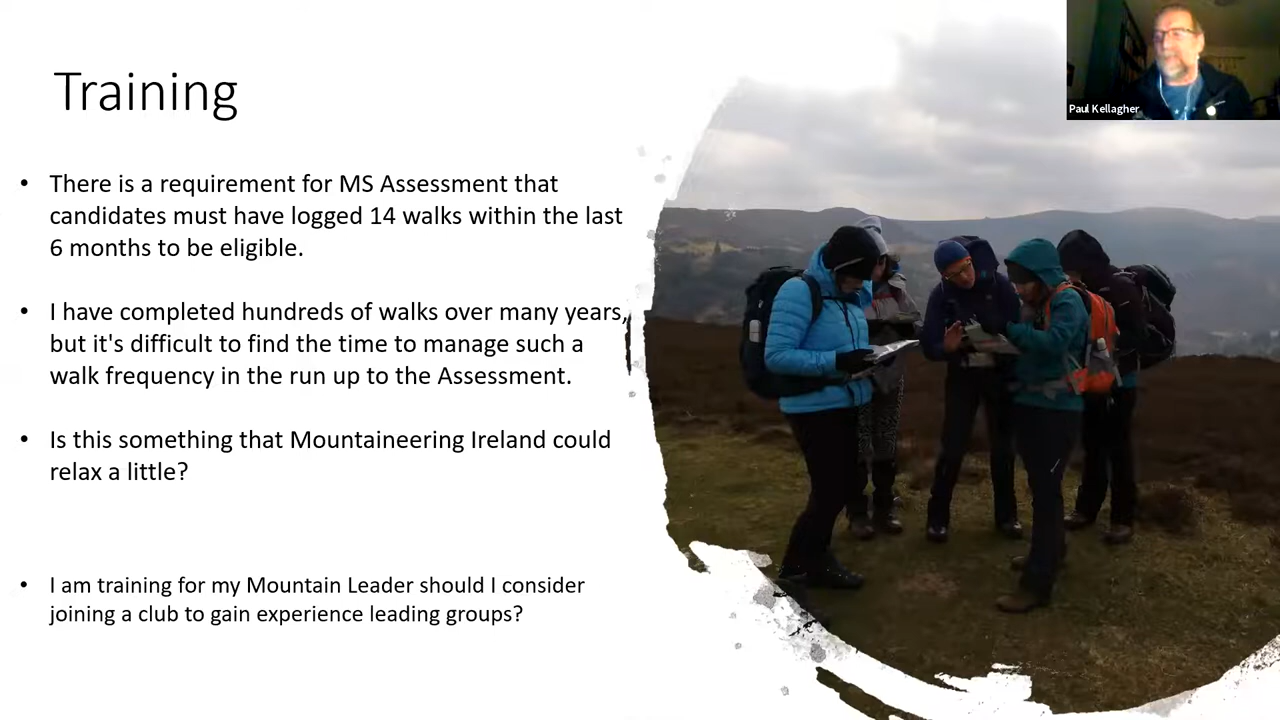 Training
Paul Kellagher
• There is a requirement for MS Assessment that
candidates must have logged 14 walks within the last
6 months to be eligible.
• I have completed hundreds of walks over many years,
but it's difficult to find the time to manage such a
walk frequency in the run up to the Assessment.
• Is this something that Mountaineering Ireland could
relax a little?
• I am training for my Mountain Leader should I consider
joining a club to gain experience leading groups?